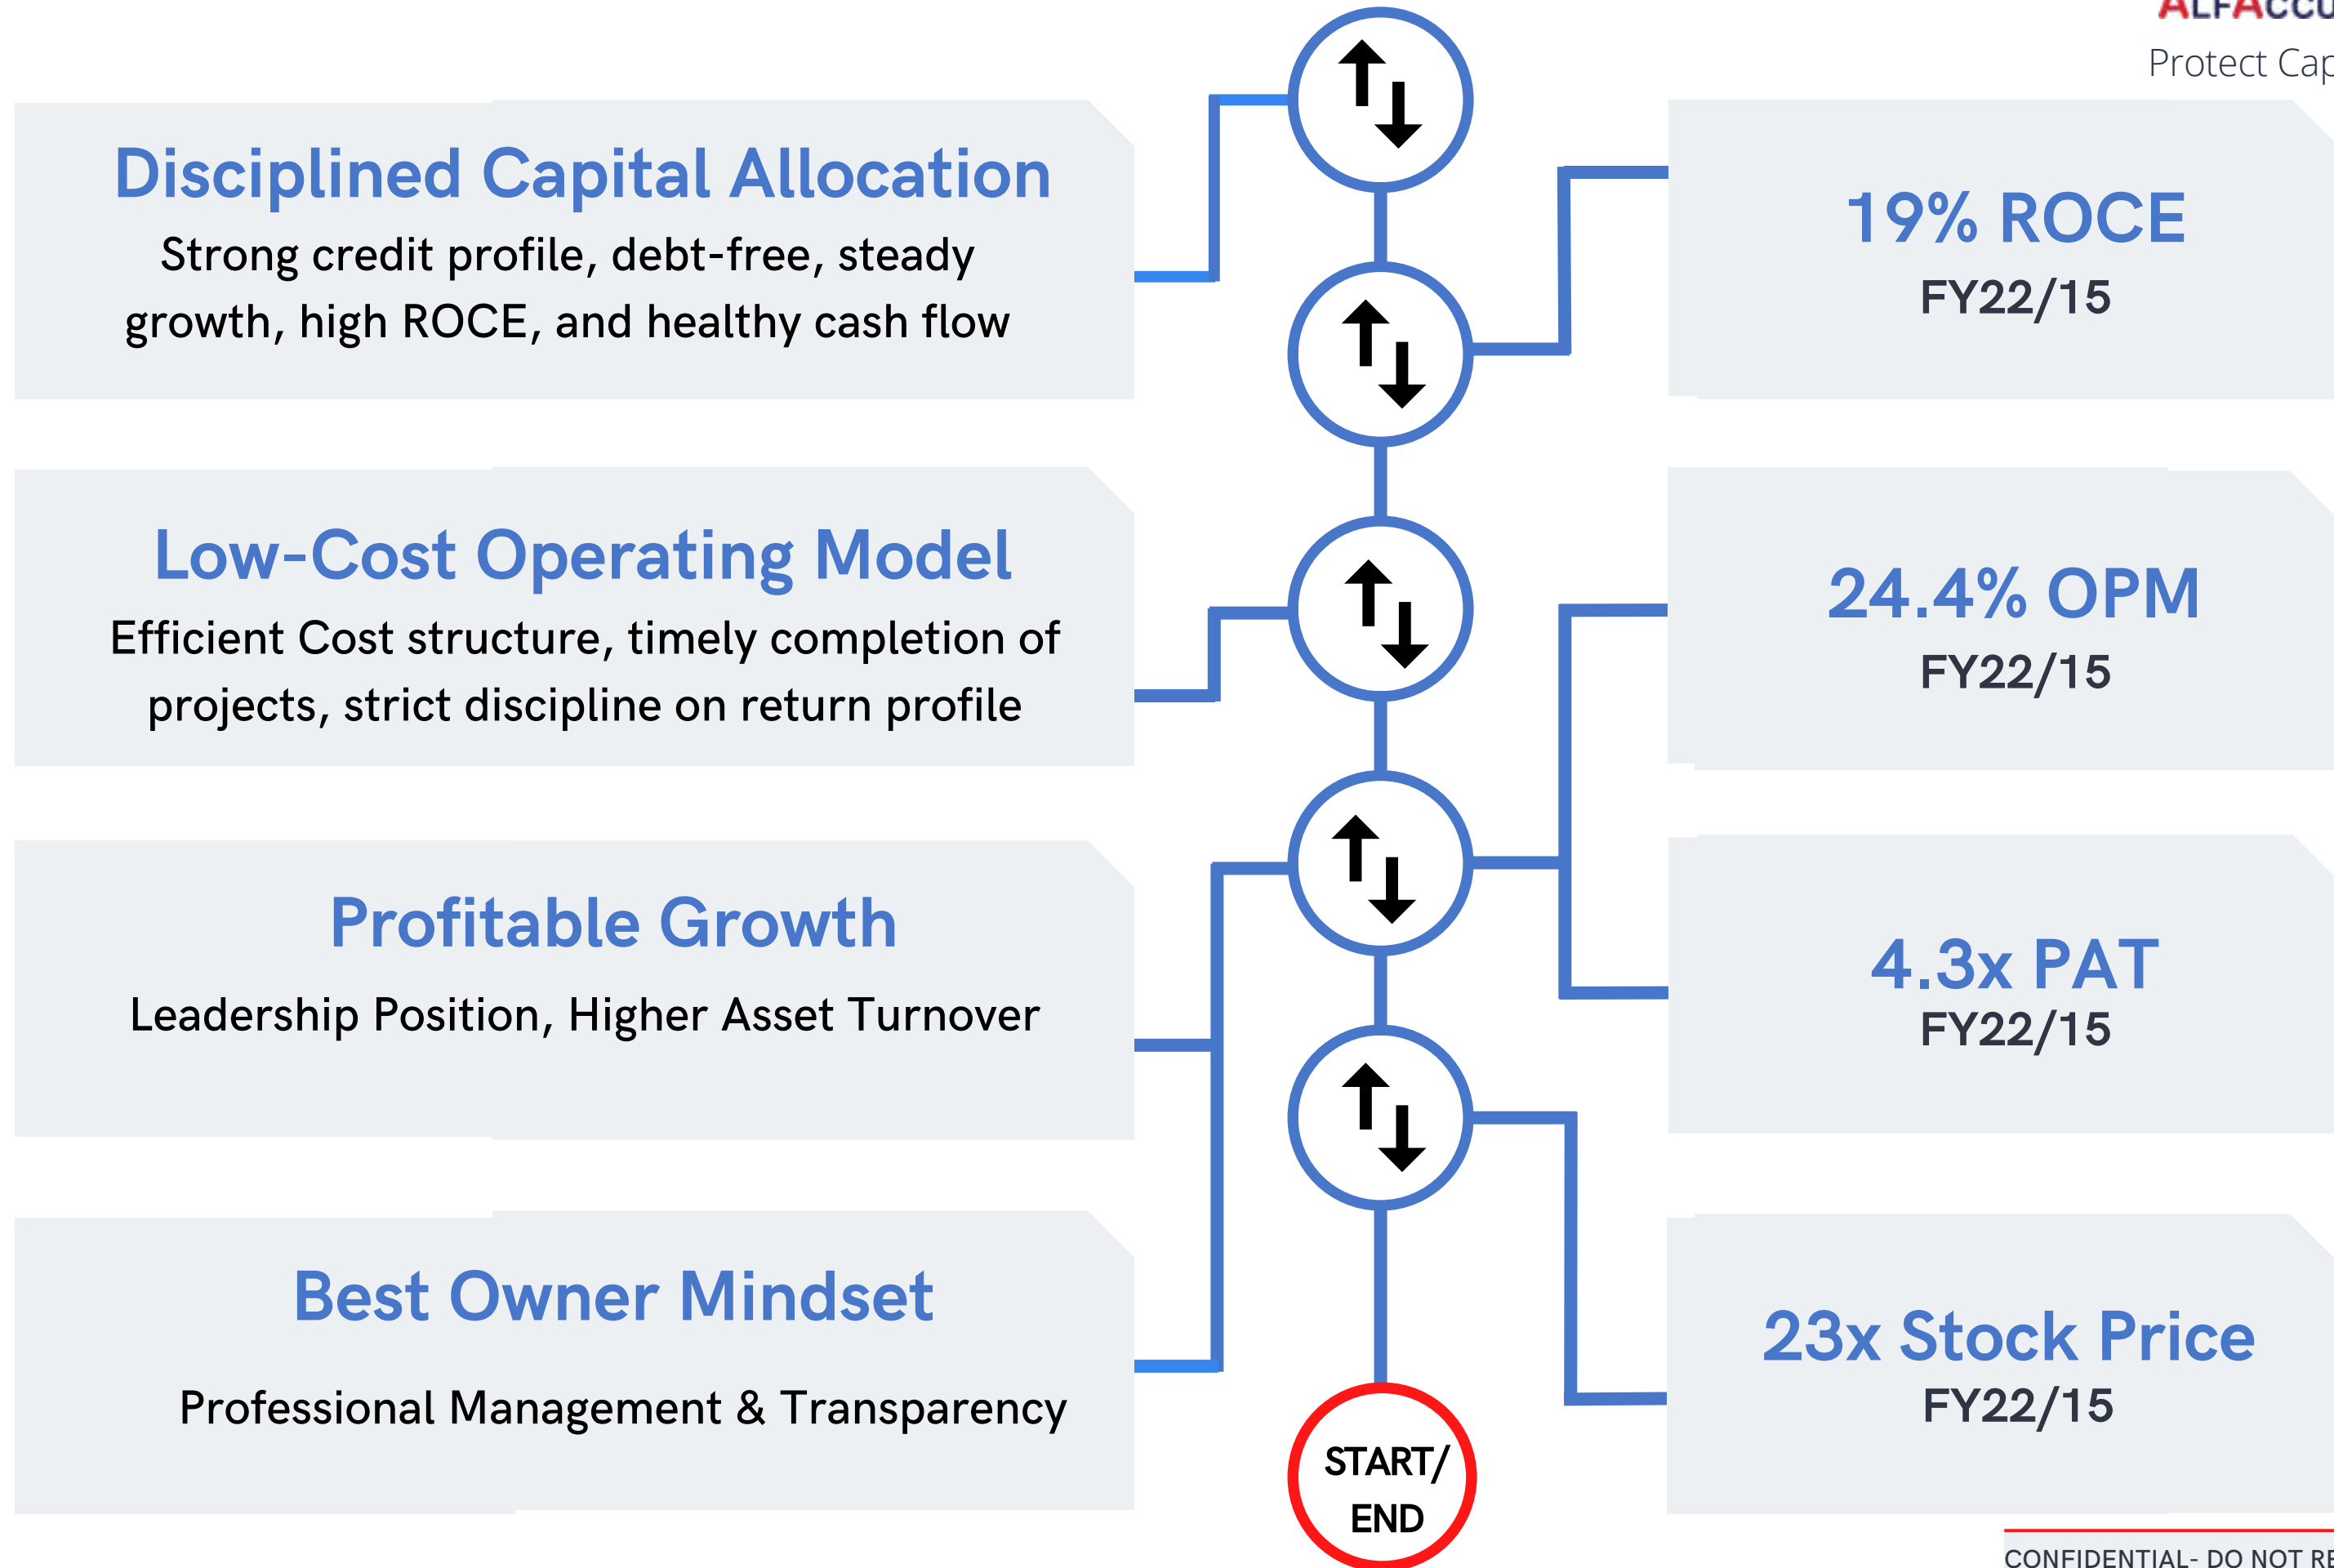 Protect Cap
Disciplined Capital Allocation
Strong credit profile, debt-free, steady
growth, high ROCE, and healthy cash flow
Low-Cost Operating Model
Efficient Cost structure, timely completion of
projects, strict discipline on return profile
Profitable Growth
Leadership Position, Higher Asset Turnover
Best Owner Mindset
Professional Management & Transparency
START/
END
19% ROCE
FY22/15
24.4% OPM
FY22/15
4.3x PAT
FY22/15
23x Stock Price
FY22/15
CONFIDENTIAL- DO NOT RE